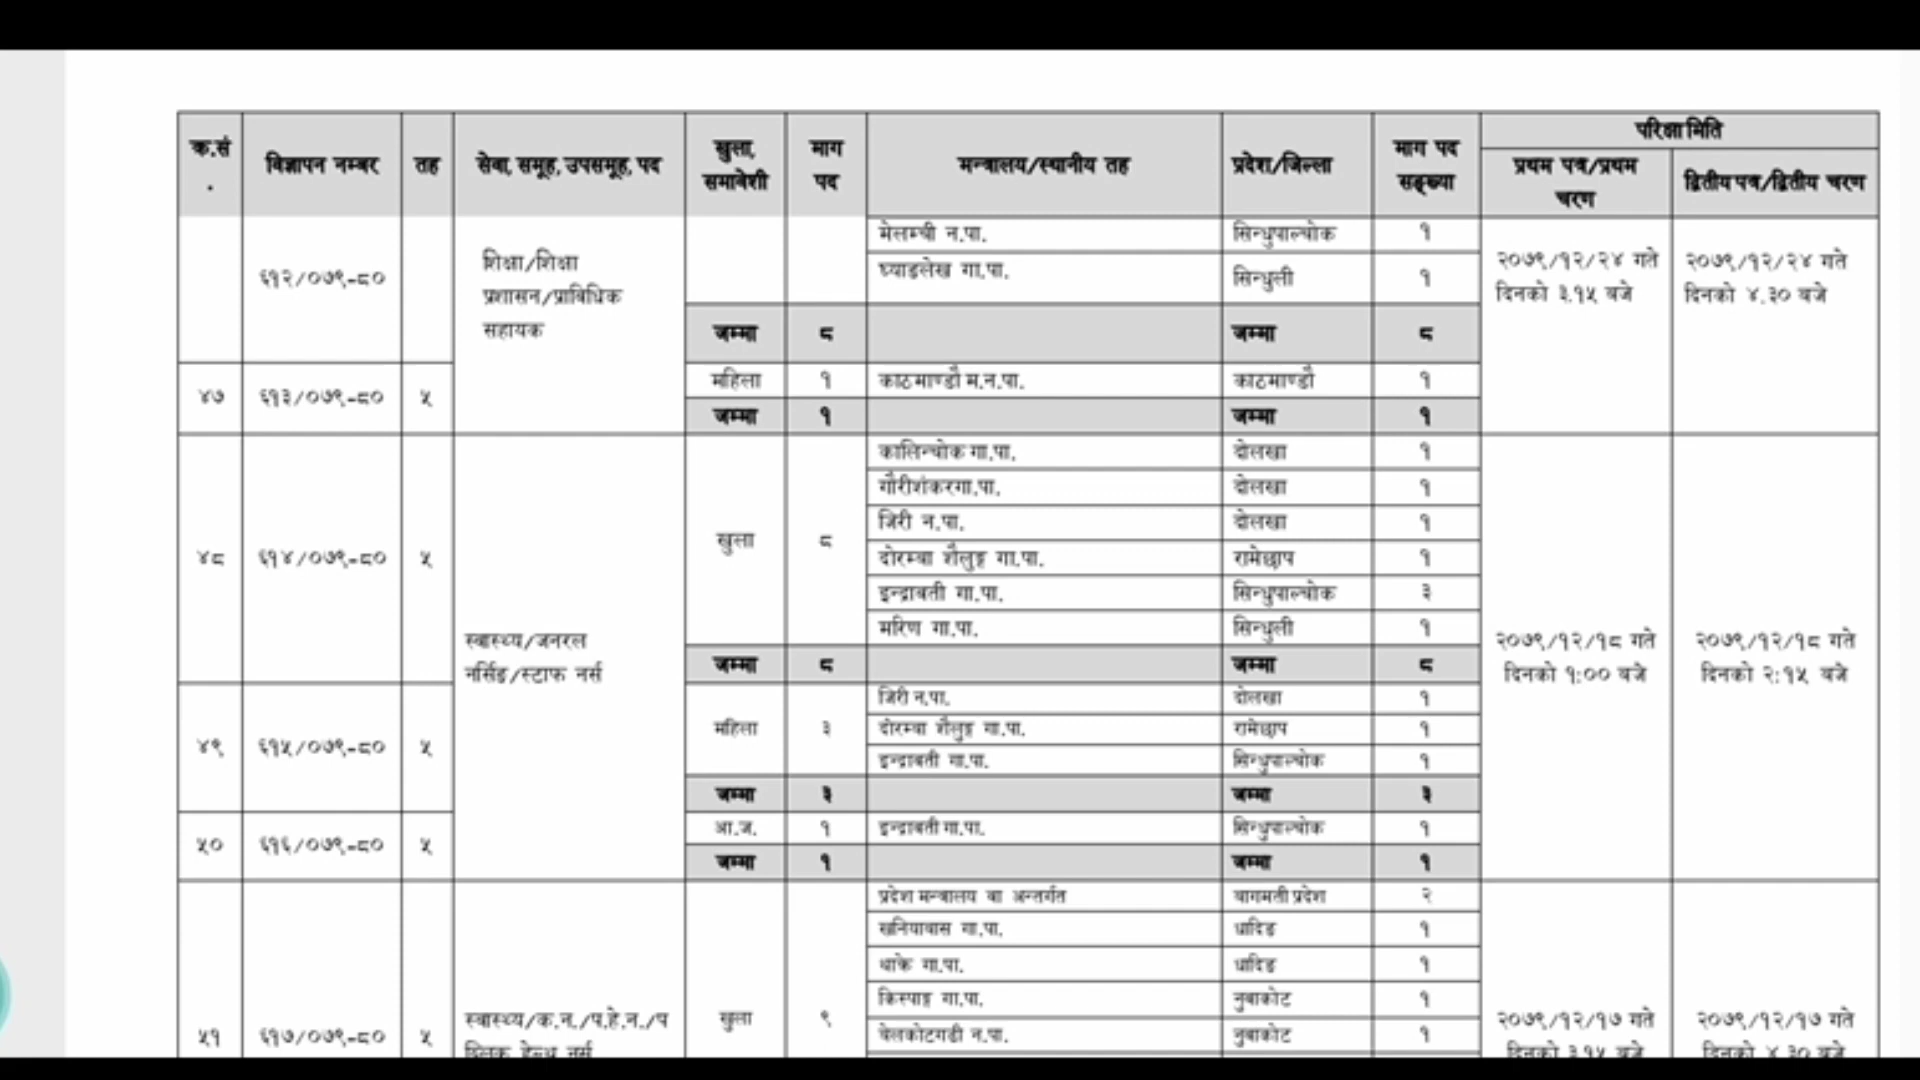 क.सं. विज्ञापन नम्बर तह सेवा, समूह, उपसमूह, पद खुला, समावेशी माग पद मन्त्रालय/स्थानीय तह प्रदेश/जिल्ला माग पद सङ्ख्या परिक्षा मिति
प्रथम पत्र/प्रथम चरण द्वितीय पत्र/द्वितीय चरण
मेलम्ची न.पा. सिन्धुपाल्चोक १
६१२/०७९-८० शिक्षा/शिक्षा प्रशासन/प्राविधिक सहायक घ्याङलेख गा.पा. सिन्धुली १ २०७९/१२/२४ गते दिनको ३.१५ बजे २०७९/१२/२४ गते दिनको ४.३० बजे
जम्मा ८ जम्मा ८
४७ ६१३/०७९-८० ५ महिला १ काठमाण्डौ म.न.पा. काठमाण्डौ १
जम्मा १ जम्मा १
कालिन्चोक गा.पा. दोलखा १
गौरीशंकरगा.पा. दोलखा १
जिरी न.पा. दोलखा १
४८ ६१४/०७९-८० ५ खुला ८ दोरम्बा शैलुङ्ग गा.पा. रामेछाप १
इन्द्रावती गा.पा. सिन्धुपाल्चोक ३
मरिण गा.पा. सिन्धुली १
स्वास्थ्य/जनरल नर्सिङ/स्टाफ नर्स २०७९/१२/१८ गते दिनको १:०० बजे २०७९/१२/१८ गते दिनको २:१५ बजे
जम्मा ८ जम्मा ८
जिरी न.पा. दोलखा १
४९ ६१५/०७९-८० ५ महिला ३ दोरम्बा शैलुङ्ग गा.पा. रामेछाप १
इन्द्रावती गा.पा. सिन्धुपाल्चोक १
जम्मा ३ जम्मा ३
५० ६१६/०७९-८० ५ आ.ज. १ इन्द्रावती गा.पा. सिन्धुपाल्चोक १
जम्मा १ जम्मा १
प्रदेश मन्त्रालय वा अन्तर्गत बागमती प्रदेश २
खनियाबास गा.पा. धादिङ १
थाक्रे गा.पा. धादिङ १
किस्पाङ्ग गा.पा. नुवाकोट १
५१ ६१७/०७९-८० ५ स्वास्थ्य/क.न./प.हे.न./पब्लिक हेल्थ नर्स खुला ९ बेलकोटगढी न.पा. नुवाकोट १ २०७९/१२/१७ गते दिनको ३.१५ बजे २०७९/१२/१७ गते दिनको ४.३० बजे